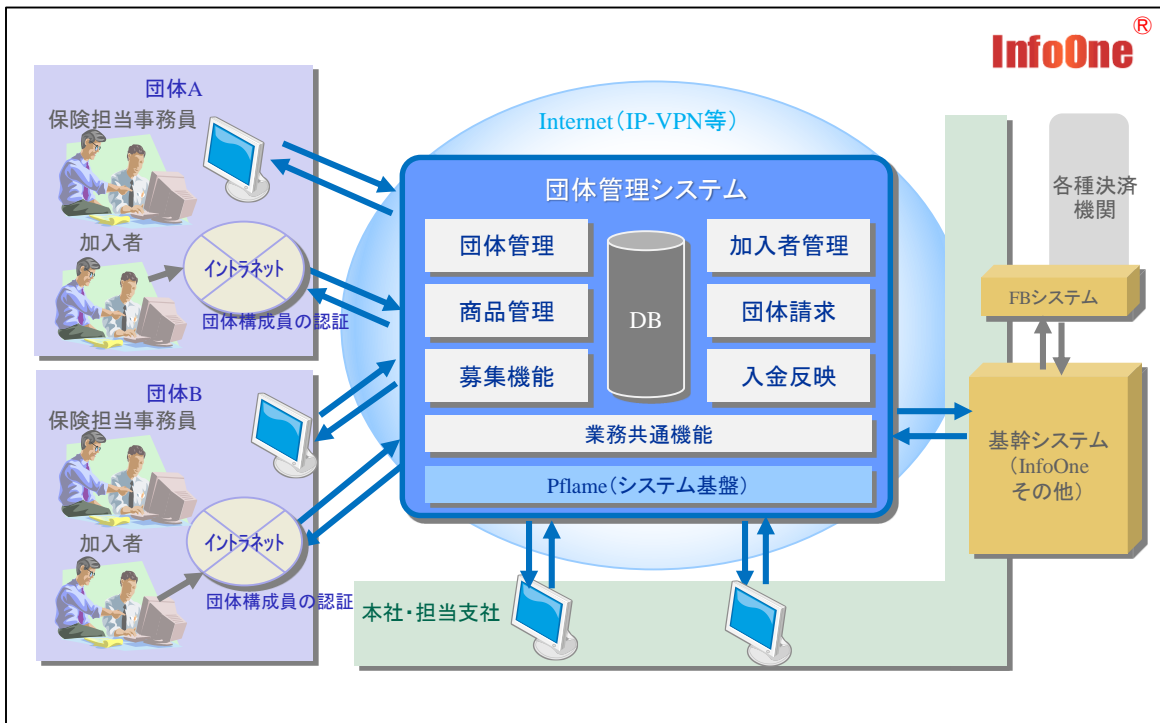 InfoOne®
団体A
保険担当事務員
加入者
イントラネット
団体構成員の認証
団体B
保険担当事務員
加入者
イントラネット
団体構成員の認証
Internet（IP-VPN等）
団体管理システム
団体管理
商品管理
募集機能
DB
加入者管理
団体請求
入金反映
業務共通機能
Pflame（システム基盤）
本社・担当支社
各種決済
機関
FBシステム
基幹システム
（InfoOne
その他）